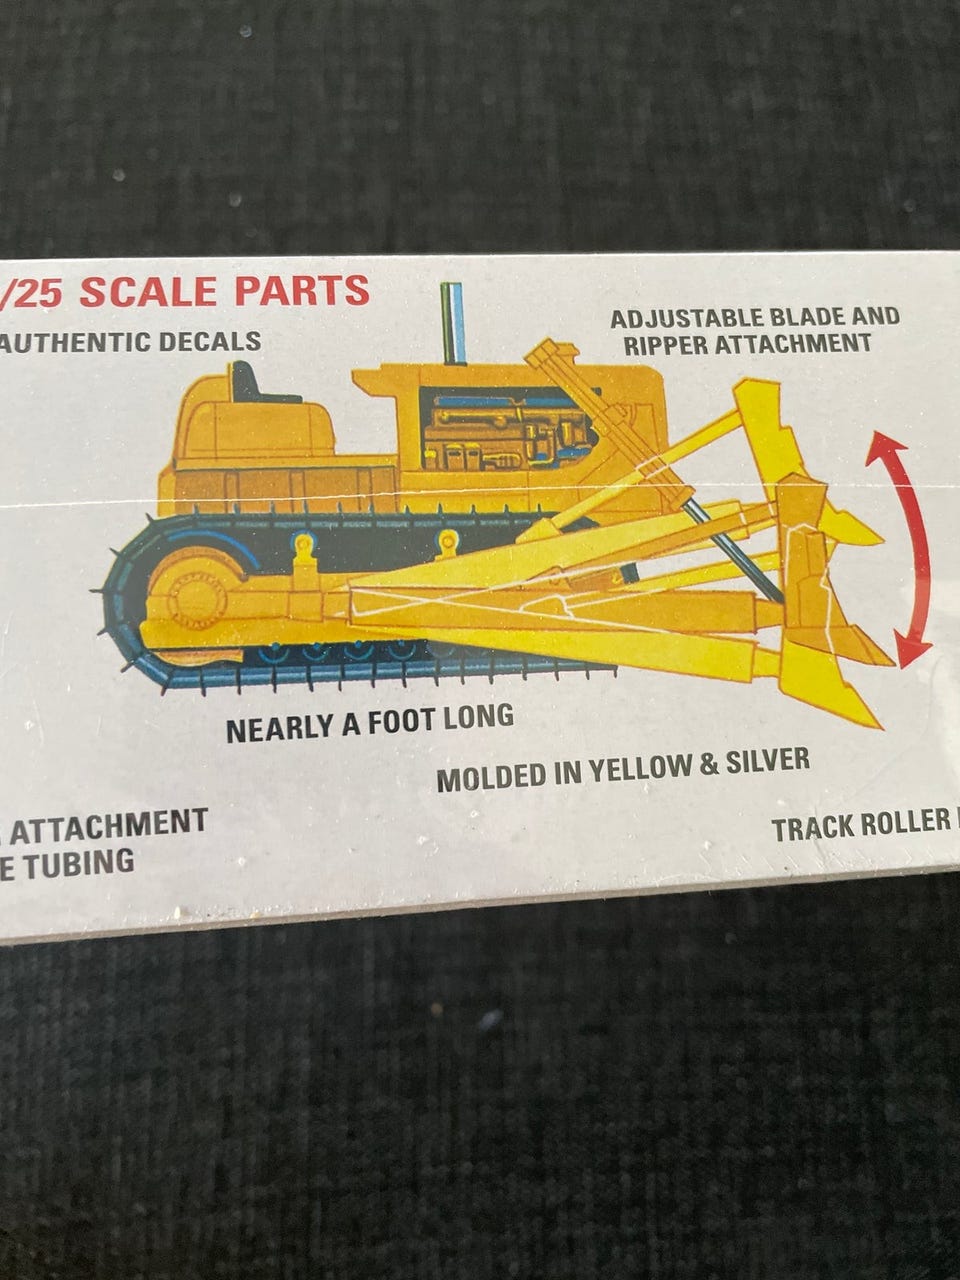 /25 SCALE PARTS
AUTHENTIC DECALS
ADJUSTABLE BLADE AND
RIPPER ATTACHMENT
NEARLY A FOOT LONG
MOLDED IN YELLOW & SILVER
ATTACHMENT
E TUBING
TRACK ROLLER